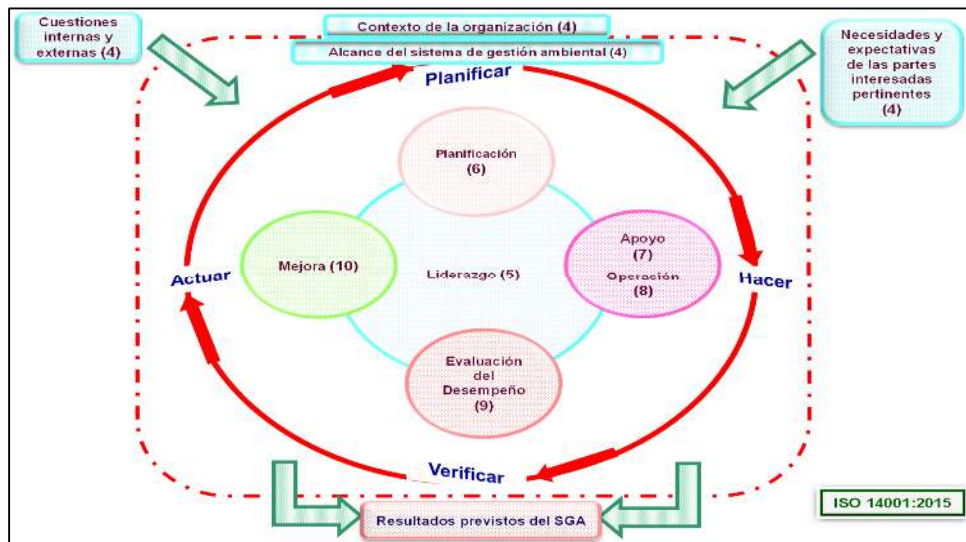 Cuestiones
internas y
externas (4)
Contexto de la organización (4)
Alcance del sistema de gestión ambiental (4)
Necesidades y
expectativas
de las partes
interesadas
pertinentes
(4)
Planificar
Planificación
(6)
Actuar
Mejora (10)
Liderazgo (5)
Apoyo
(7)
Operación
(8)
Hacer
Evaluación
del
Desempeño
(9)
Verificar
Resultados previstos del SGA
ISO 14001:2015